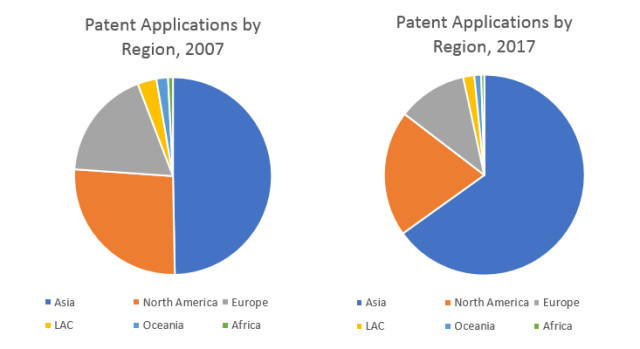 Patent Applications by
Region, 2007
Asia North America Europe
LAC Oceania Africa
Patent Applications by
Region, 2017
Asia North America Europe
LAC Oceania Africa